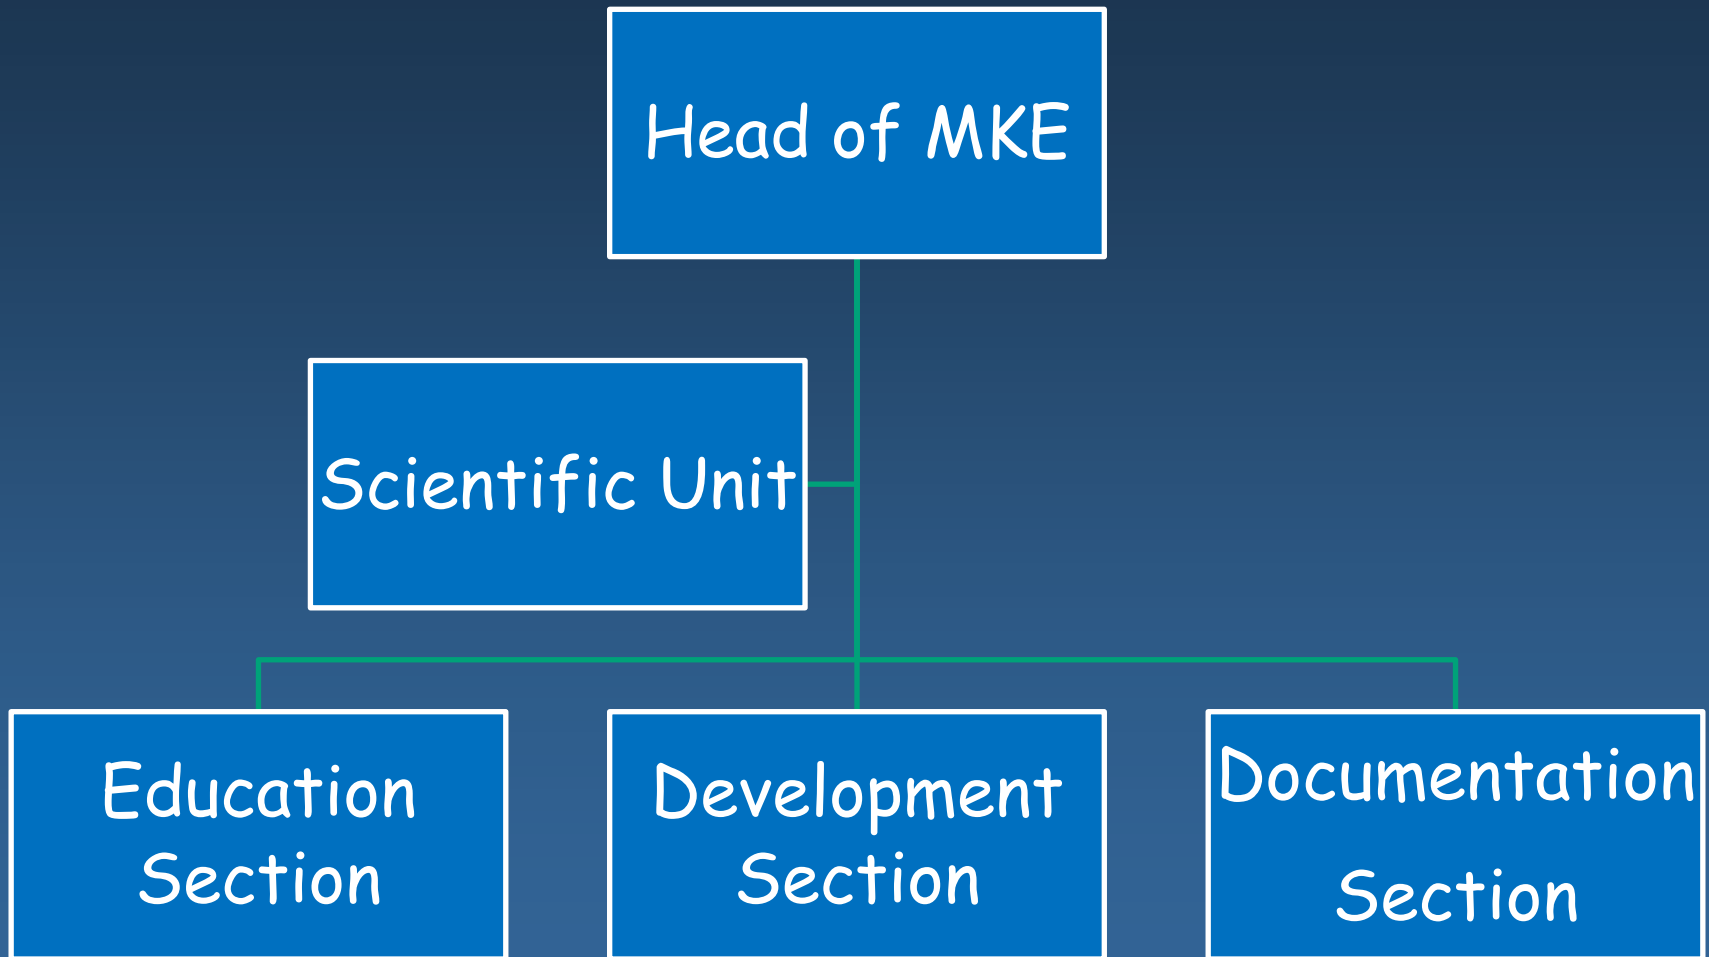 Head of MKE
Scientific Unit
Education
Section
Development
Section
Documentation
Section